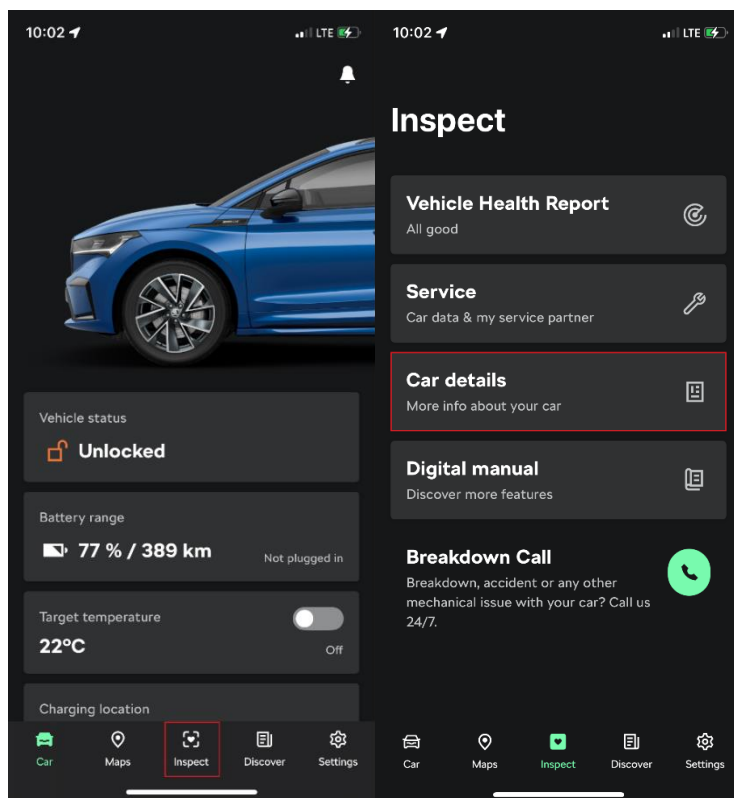 10:02
LTE
Vehicle status
Unlocked
Battery range
77 % / 389 km
Not plugged in
Target temperature
22°C
Off
Charging location
Car
Maps
Inspect
Discover
Settings
10:02
LTE
Inspect
Vehicle Health Report
All good
Service
Car data & my service partner
Car details
More info about your car
Digital manual
Discover more features
Breakdown Call
Breakdown, accident or any other
mechanical issue with your car? Call us
24/7.
Car
Maps
Inspect
Discover
Settings